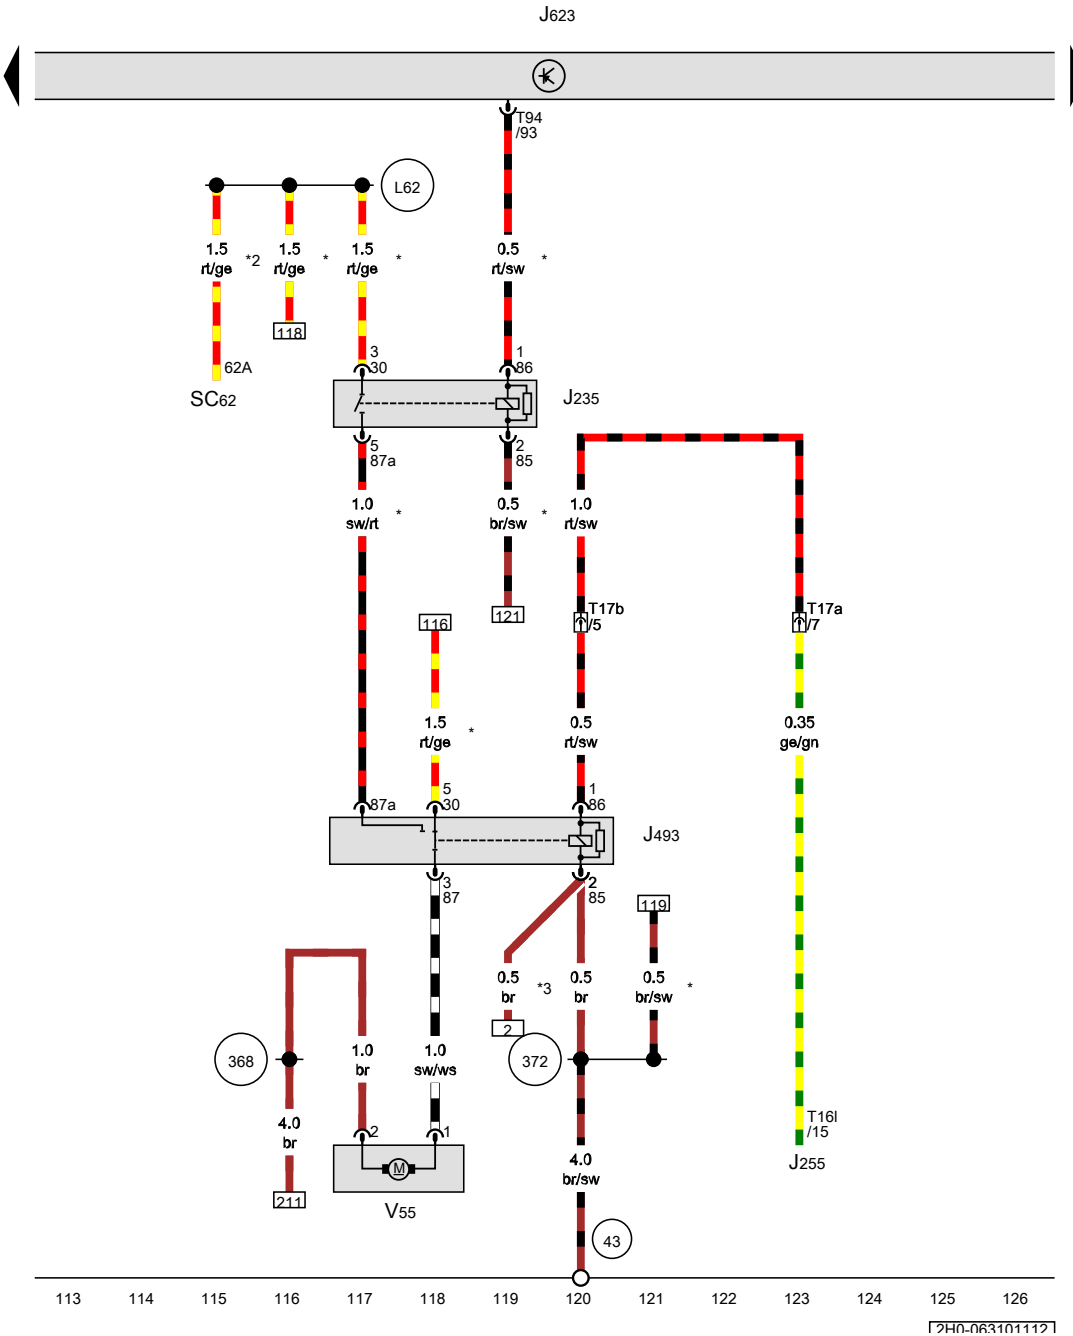 J623
T94
/93
L62
1.5
rt/ge
*2
1.5
rt/ge
*
1.5
rt/ge
*
0.5
rt/sw
*
118
62A
SC62
3
30
1
86
J235
5
87a
2
85
1.0
sw/rt
*
0.5
br/sw
*
1.0
rt/sw
116
121
T17b
/5
T17a
/7
1.5
rt/ge
*
0.5
rt/sw
0.35
ge/gn
87a
5
30
1
86
J493
3
87
2
85
119
0.5
br
*3
0.5
br
0.5
br/sw
*
2
368
1.0
br
1.0
sw/ws
372
4.0
br
2
1
T16l
/15
J255
M
4.0
br/sw
211
V55
43
113 114 115 116 117 118 119 120 121 122 123 124 125 126
2H0-063101112